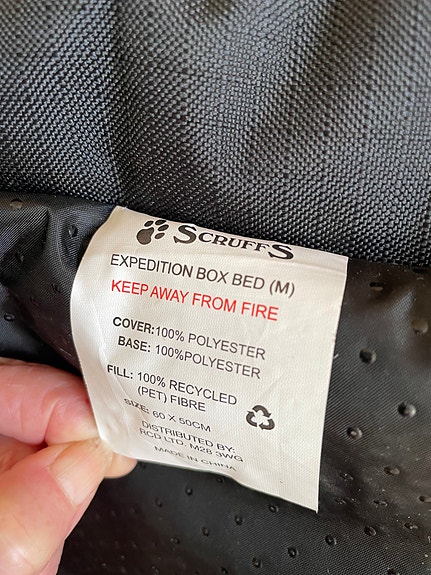 SCRUFFS
EXPEDITION BOX BED (M)
KEEP AWAY FROM FIRE
COVER:100% POLYESTER
BASE: 100%POLYESTER
FILL: 100% RECYCLED
(PET) FIBRE
SIZE: 60 X 50CM
DISTRIBUTED BY:
RCD LTD. M28 3WG
MADE IN CHINA